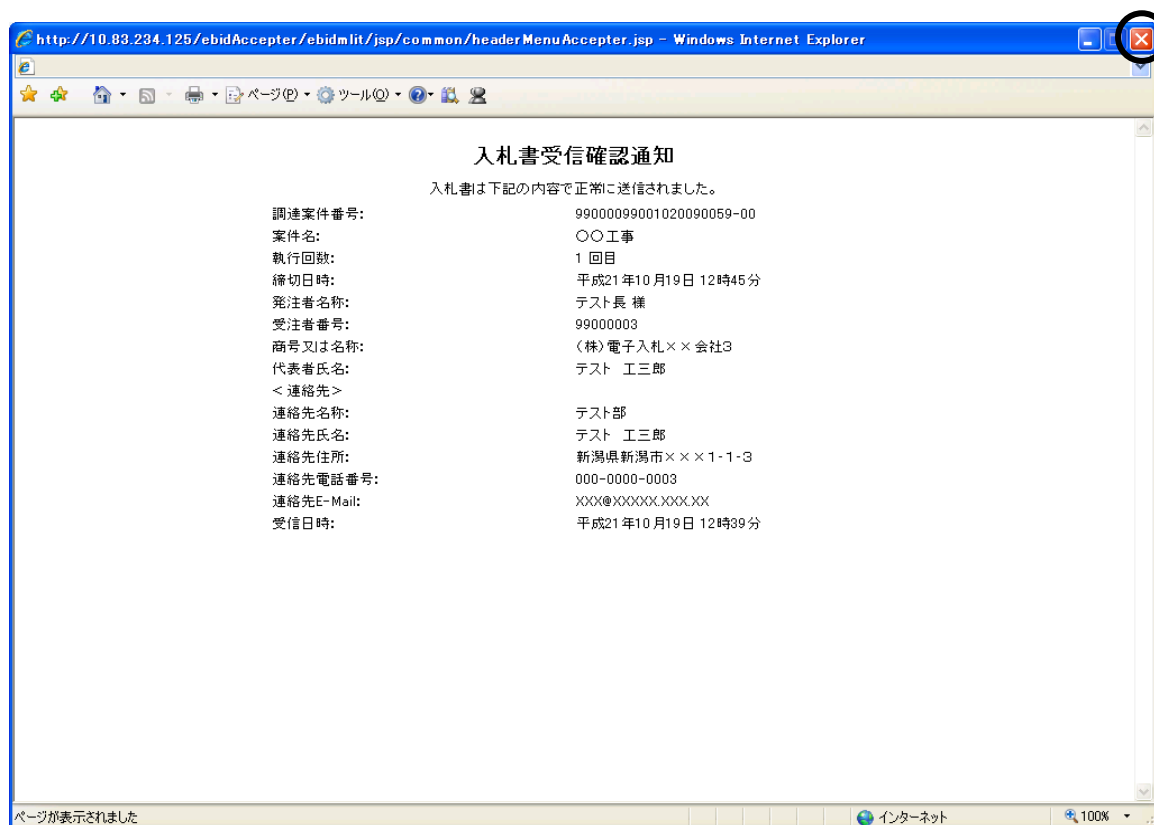 http://10.83.234.125/ebidAccepter/ebidmlit/jsp/common/headerMenuAccepter.jsp - Windows Internet Explorer
ページ(P) ツール(O)
入札書受信確認通知
入札書は下記の内容で正常に送信されました。
調達案件番号: 99000099001020090059-00
案件名: 〇〇工事
執行回数: 1 回目
締切日時: 平成21年10月19日 12時45分
発注者名称: テスト長 様
受注者番号: 99000003
商号又は名称: (株)電子入札××会社3
代表者氏名: テスト 工三郎
<連絡先>
連絡先名称: テスト部
連絡先氏名: テスト 工三郎
連絡先住所: 新潟県新潟市×××1-1-3
連絡先電話番号: 000-0000-0003
連絡先E-Mail: XXX@XXXXX.XXX.XX
受信日時: 平成21年10月19日 12時39分
ページが表示されました インターネット 100%